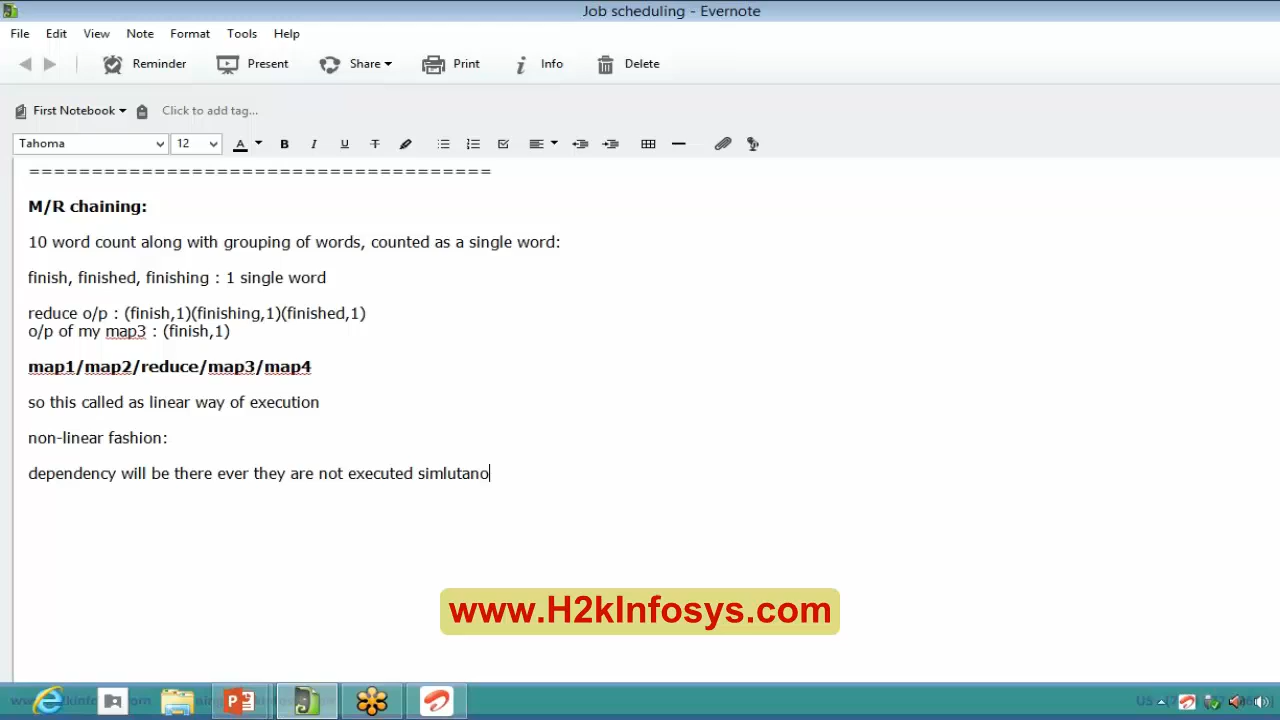 Job scheduling - Evernote
File Edit View Note Format Tools Help
Reminder Present Share Print Info Delete
First Notebook Click to add tag...
Tahoma 12 A B I U T
=====================================
M/R chaining:
10 word count along with grouping of words, counted as a single word:
finish, finished, finishing : 1 single word
reduce o/p : (finish,1)(finishing,1)(finished,1)
o/p of my map3 : (finish,1)
map1/map2/reduce/map3/map4
so this called as linear way of execution
non-linear fashion:
dependency will be there ever they are not executed simlutano
www.H2kInfosys.com
US